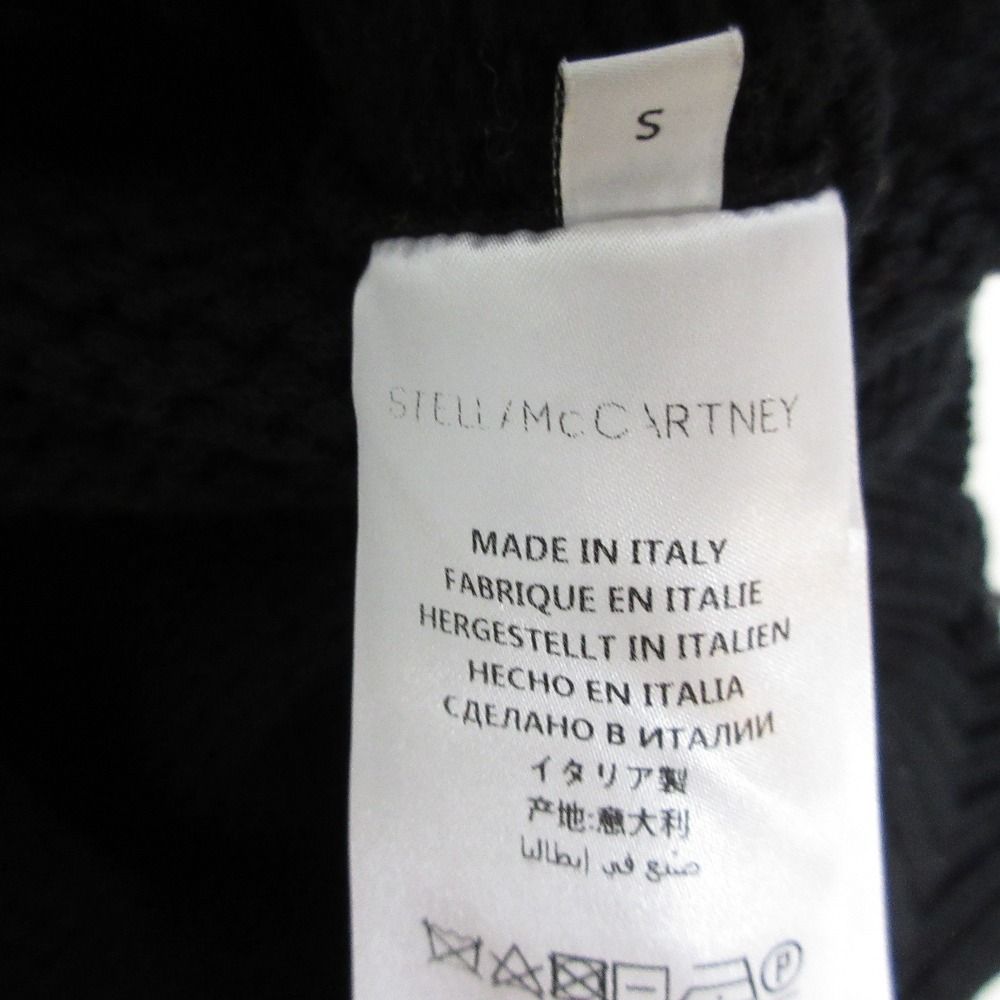 S
STELLA McCARTNEY
MADE IN ITALY
FABRIQUE EN ITALIE
HERGESTELLT IN ITALIEN
HECHO EN ITALIA
СДЕЛАНО В ИТАЛИИ
イタリア製
产地:意大利
صنع في إيطاليا
P